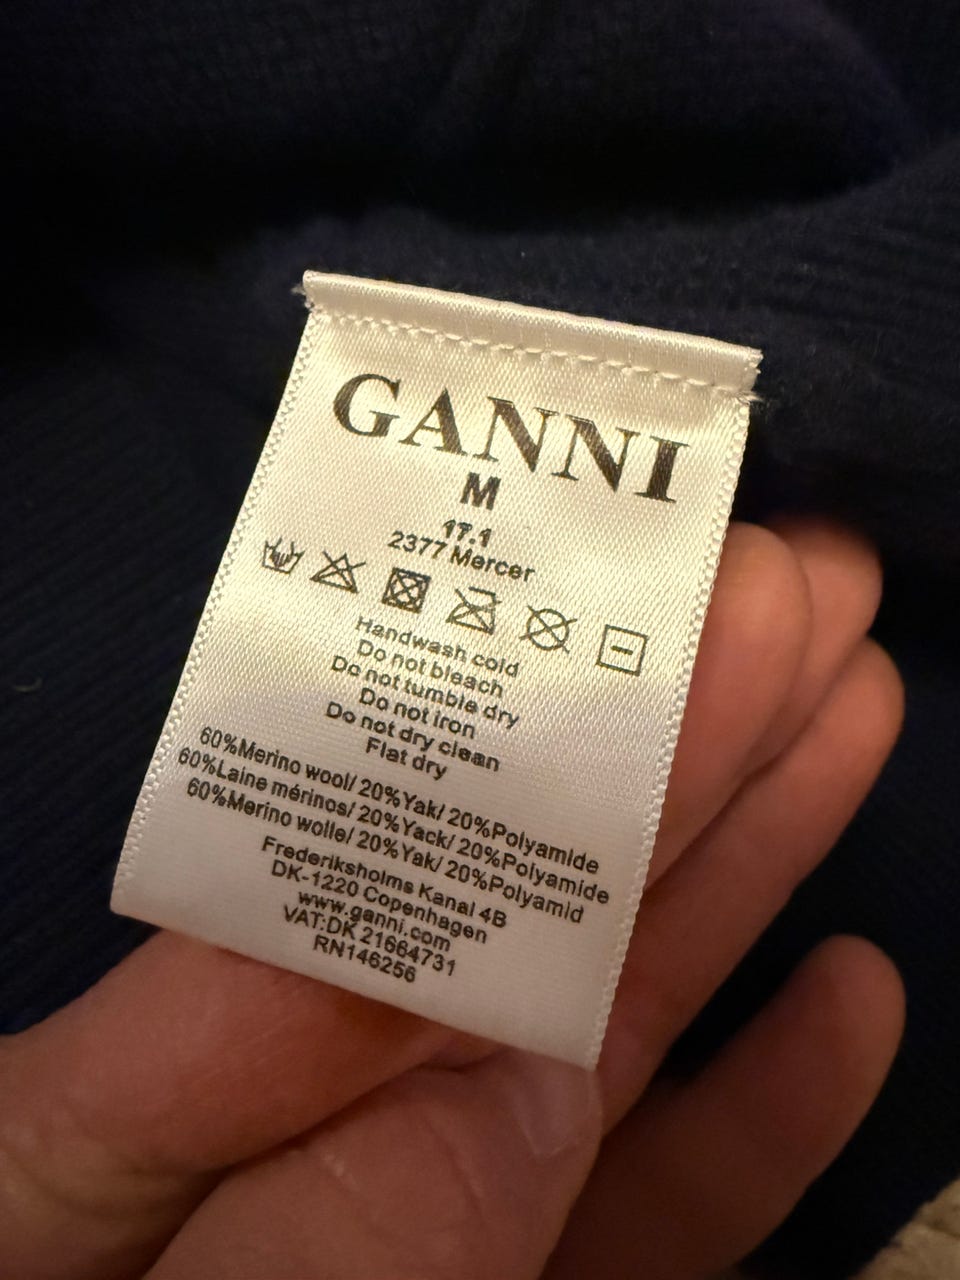 GANNI
M
17.1
2377 Mercer
Handwash cold
Do not bleach
Do not tumble dry
Do not iron
Do not dry clean
Flat dry
60%Merino wool/ 20%Yak/ 20%Polyamide
60%Laine mérinos/ 20%Yack/ 20%Polyamide
60%Merino wolle/ 20%Yak/ 20%Polyamid
Frederiksholms Kanal 4B
DK-1220 Copenhagen
www.ganni.com
VAT:DK 21664731
RN146256